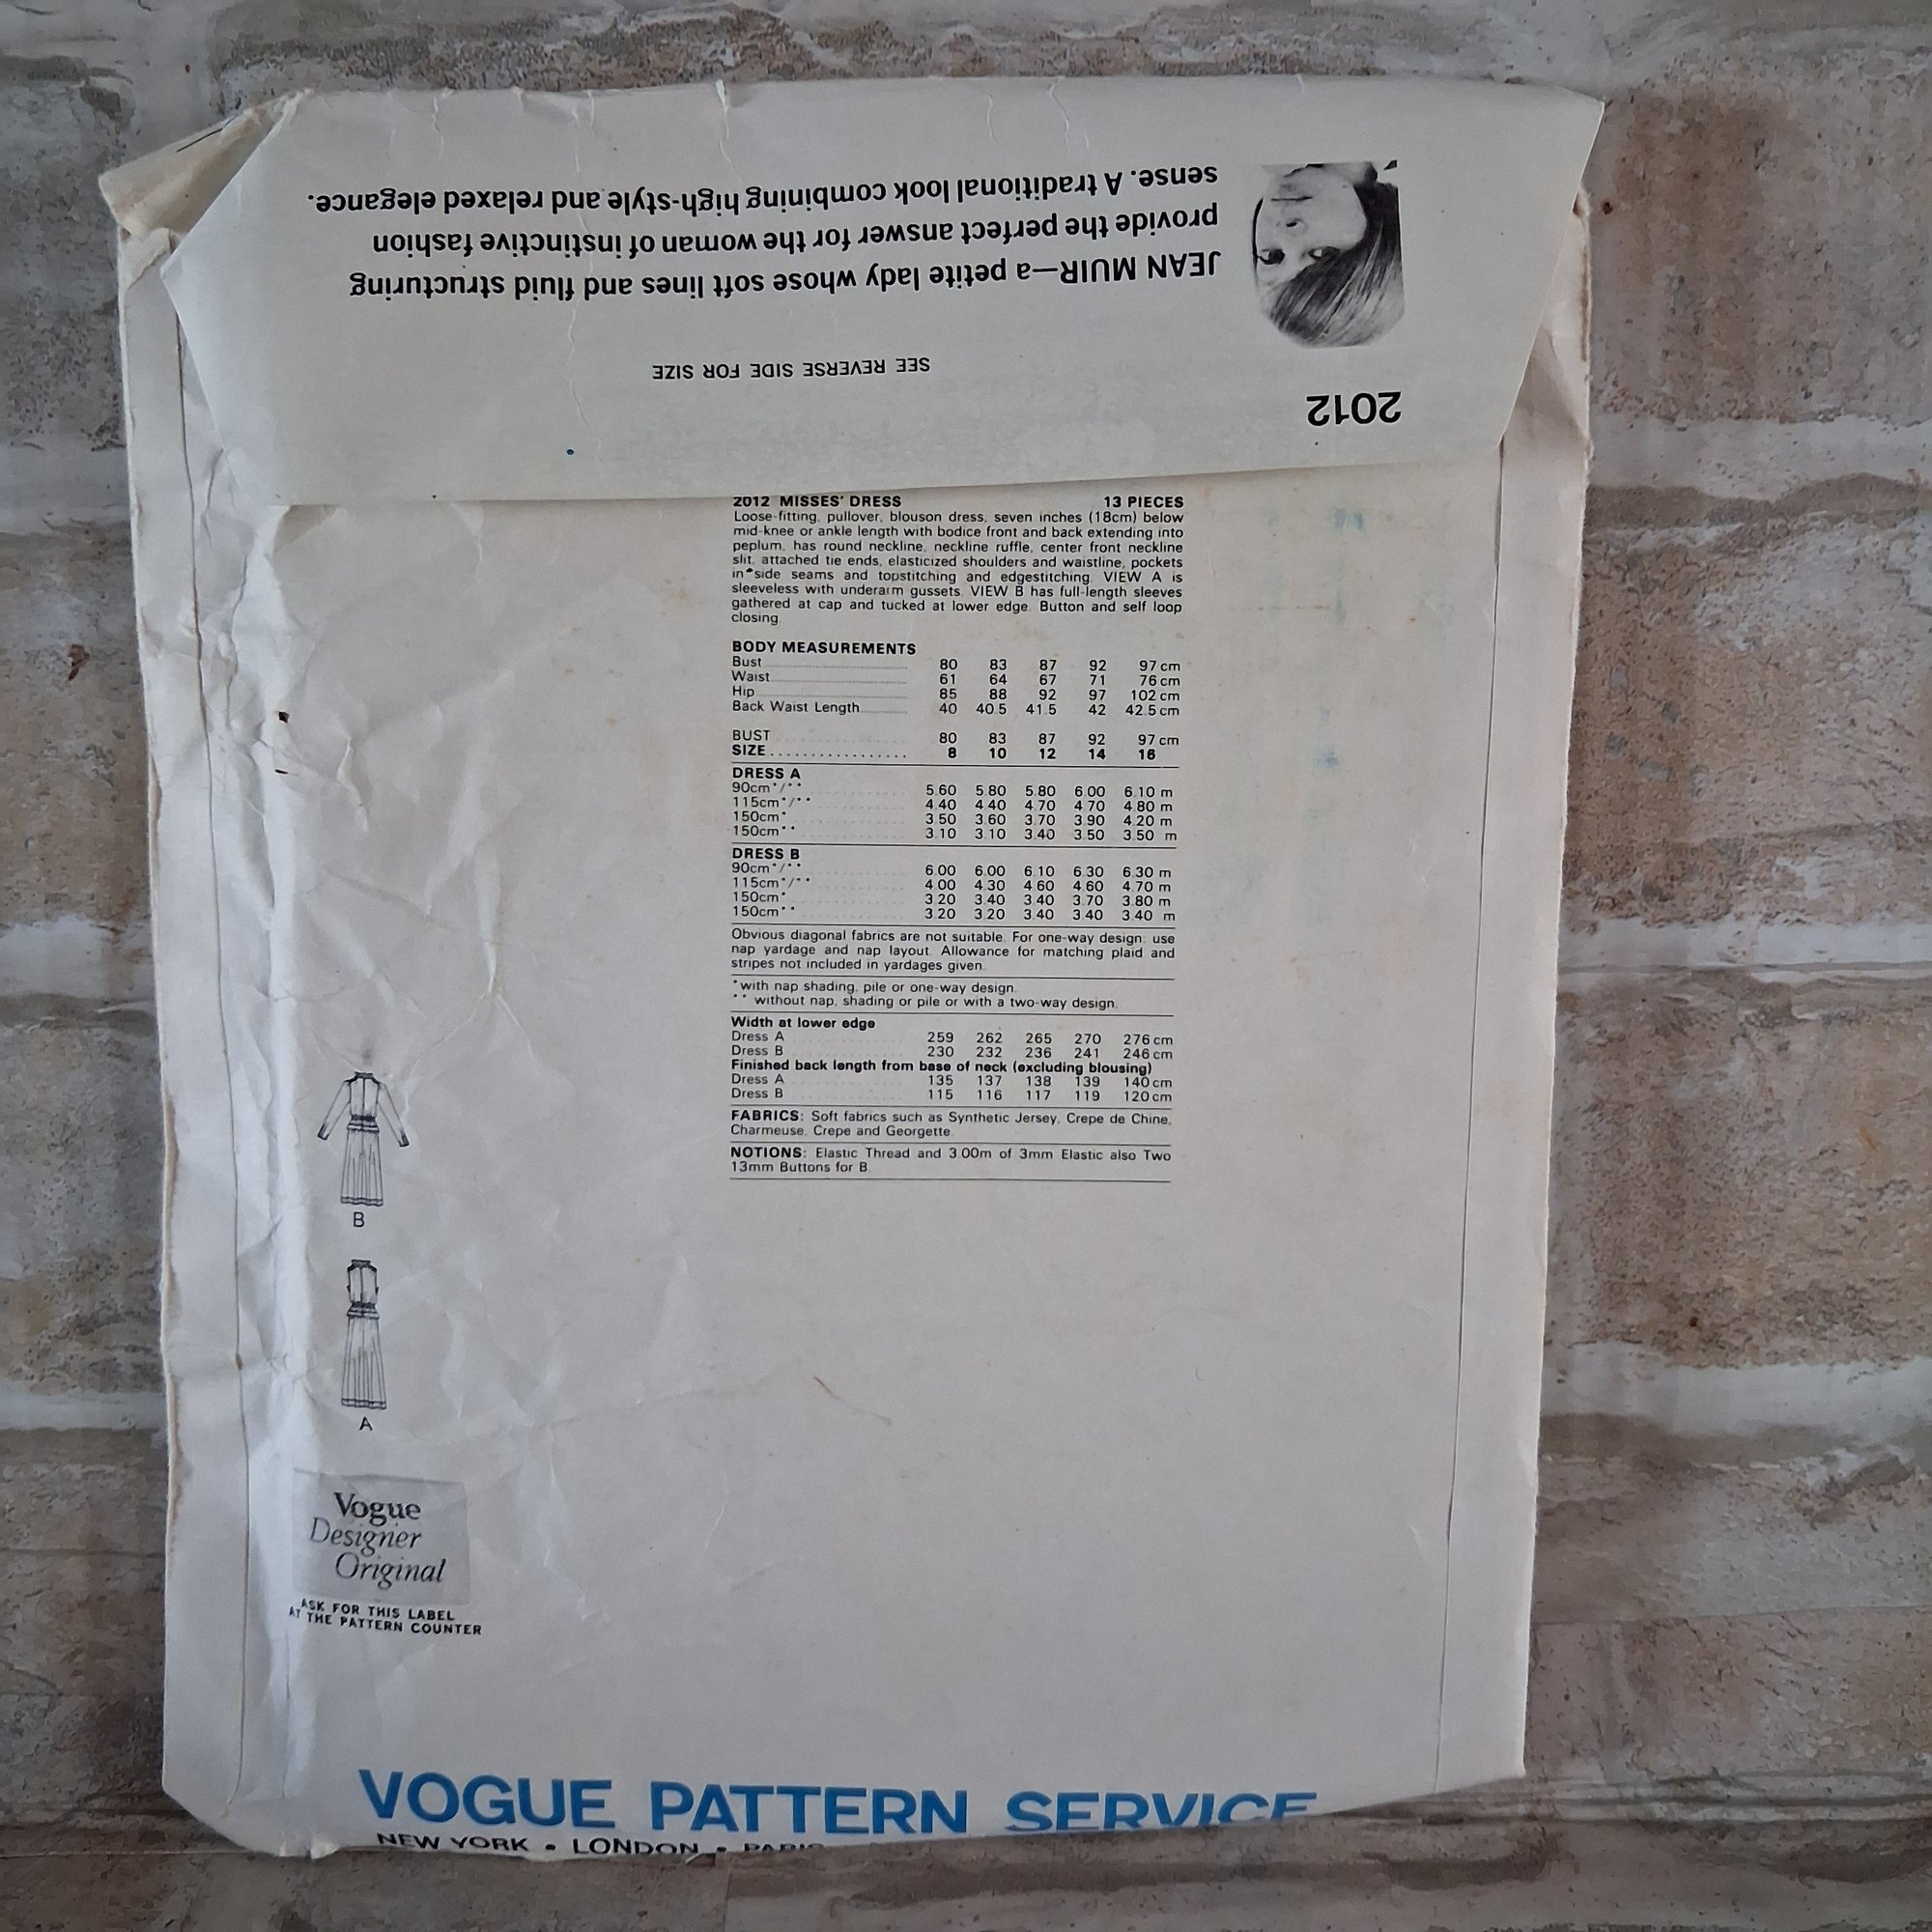 2012
SEE REVERSE SIDE FOR SIZE
JEAN MUIR—a petite lady whose soft lines and fluid structuring
provide the perfect answer for the woman of instinctive fashion
sense. A traditional look combining high-style and relaxed elegance.
2012 MISSES' DRESS 13 PIECES
Loose-fitting, pullover, blouson dress, seven inches (18cm) below
mid-knee or ankle length with bodice front and back extending into
peplum, has round neckline, neckline ruffle, center front neckline
slit, attached tie ends, elasticized shoulders and waistline, pockets
in side seams and topstitching and edgestitching. VIEW A is
sleeveless with underarm gussets. VIEW B has full-length sleeves
gathered at cap and tucked at lower edge. Button and self loop
closing.
BODY MEASUREMENTS
Bust 80 83 87 92 97 cm
Waist 61 64 67 71 76 cm
Hip 85 88 92 97 102 cm
Back Waist Length 40 40.5 41.5 42 42.5 cm
BUST 80 83 87 92 97 cm
SIZE 8 10 12 14 16
DRESS A
90cm*/** 5.60 5.80 5.80 6.00 6.10 m
115cm*/** 4.40 4.40 4.70 4.70 4.80 m
150cm* 3.50 3.60 3.70 3.90 4.20 m
150cm** 3.10 3.10 3.40 3.50 3.50 m
DRESS B
90cm*/** 6.00 6.00 6.10 6.30 6.30 m
115cm*/** 4.00 4.30 4.60 4.60 4.70 m
150cm* 3.20 3.40 3.40 3.70 3.80 m
150cm** 3.20 3.20 3.40 3.40 3.40 m
Obvious diagonal fabrics are not suitable. For one-way design: use
nap yardage and nap layout. Allowance for matching plaid and
stripes not included in yardages given.
*with nap shading, pile or one-way design.
** without nap, shading or pile or with a two-way design.
Width at lower edge
Dress A 259 262 265 270 276 cm
Dress B 230 232 236 241 246 cm
Finished back length from base of neck (excluding blousing)
Dress A 135 137 138 139 140 cm
Dress B 115 116 117 119 120 cm
FABRICS: Soft fabrics such as Synthetic Jersey, Crepe de Chine,
Charmeuse, Crepe and Georgette.
NOTIONS: Elastic Thread and 3.00m of 3mm Elastic also Two
13mm Buttons for B.
B
A
Vogue
Designer
Original
ASK FOR THIS LABEL
AT THE PATTERN COUNTER
VOGUE PATTERN SERVICE
NEW YORK • LONDON • PARIS